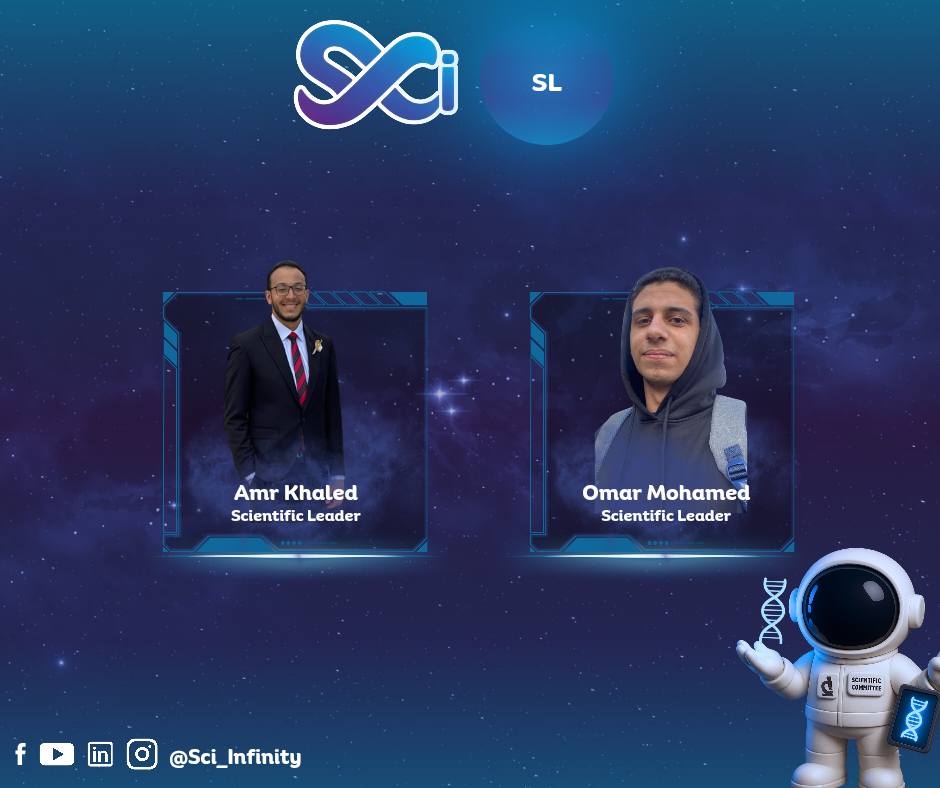 Sci
SL
Amr Khaled
Scientific Leader
Omar Mohamed
Scientific Leader
SCIENTIFIC
COMMITTEE
@Sci_Infinity